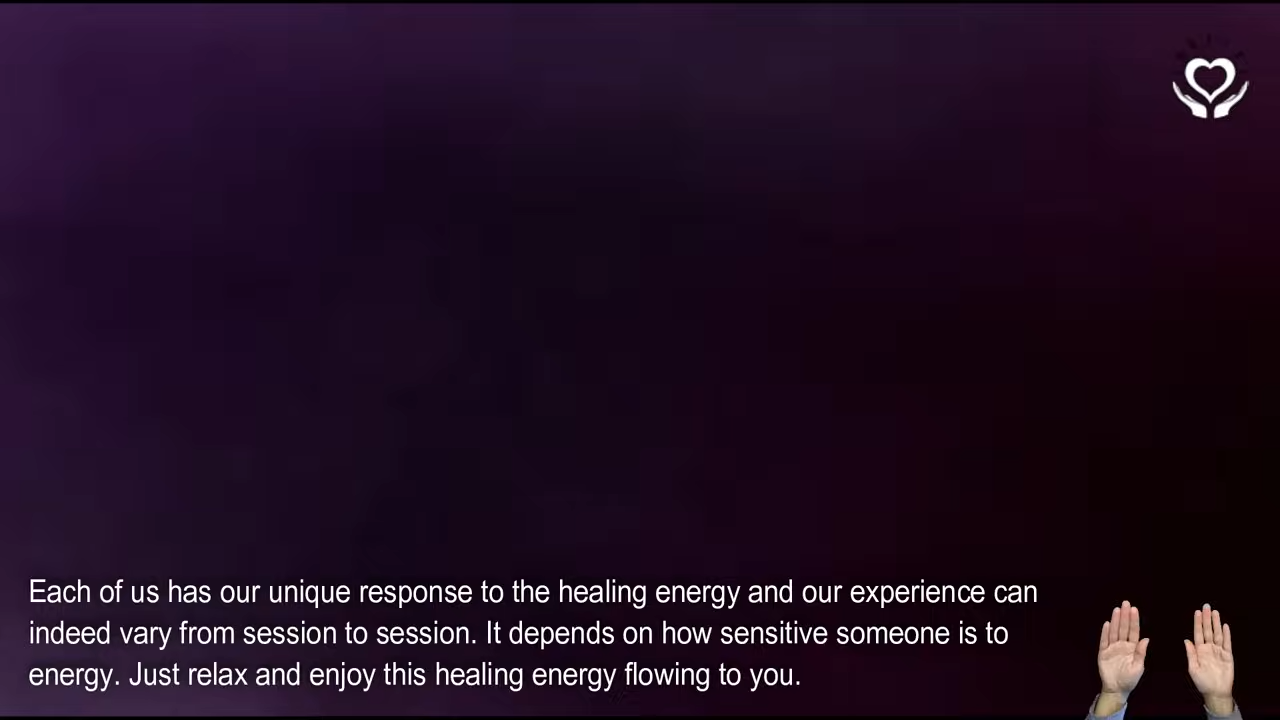 Each of us has our unique response to the healing energy and our experience can
indeed vary from session to session. It depends on how sensitive someone is to
energy. Just relax and enjoy this healing energy flowing to you.